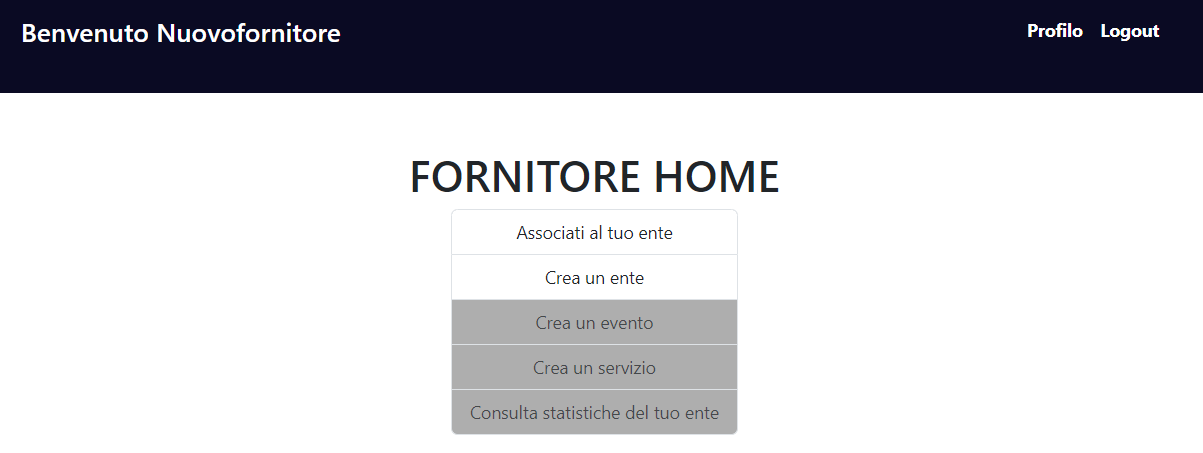 Benvenuto Nuovofornitore
Profilo Logout
FORNITORE HOME
Associati al tuo ente
Crea un ente
Crea un evento
Crea un servizio
Consulta statistiche del tuo ente